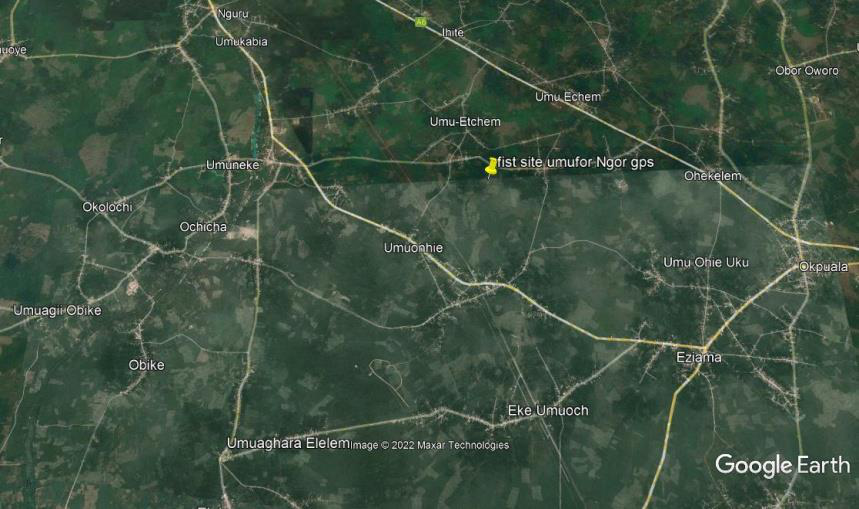 Nguru
Umukabia
A6
Ihite
Obor Oworo
Umu Echem
Umu-Etchem
Umuneke
fist site umufor Ngor gps
Ohekelem
Okolochi
Ochicha
Umuonhie
Umu Ohie Uku
Okpuala
Umuagii Obike
Obike
Eziama
Eke Umuoch
Umuaghara Elelem
Image © 2022 Maxar Technologies
Google Earth